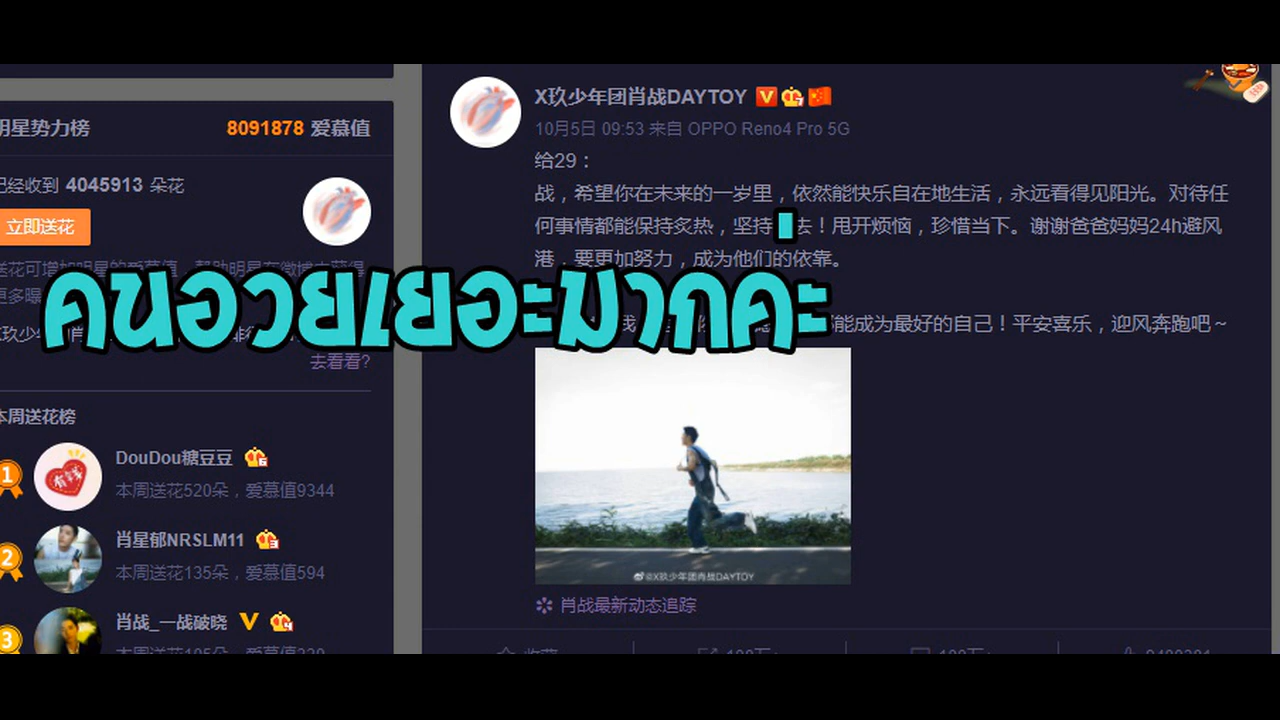 明星势力榜
8091878 爱慕值
已经收到 4045913 朵花
立即送花
去看看?
本周送花榜
1
DouDou糖豆豆
本周送花520朵，爱慕值9344
2
肖星郁NRSLM11
本周送花135朵，爱慕值594
3
肖战_一战破晓
X玖少年团肖战DAYTOY
10月5日 09:53 来自 OPPO Reno4 Pro 5G
给29：
战，希望你在未来的一岁里，依然能快乐自在地生活，永远看得见阳光。对待任
何事情都能保持炙热，坚持 去！甩开烦恼，珍惜当下。谢谢爸爸妈妈24h避风
港，要更加努力，成为他们的依靠。
能成为最好的自己！平安喜乐，迎风奔跑吧～
คนอวยเยอะมากคะ
@X玖少年团肖战DAYTOY
肖战最新动态追踪